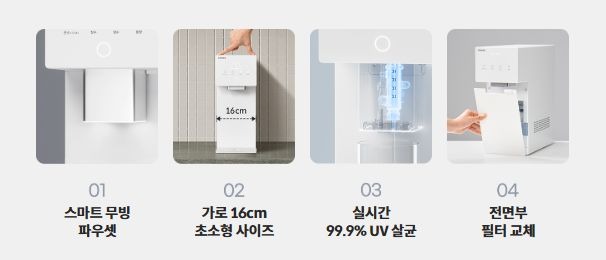 16cm
01
스마트 무빙
파우셋
02
가로 16cm
초소형 사이즈
03
실시간
99.9% UV 살균
04
전면부
필터 교체